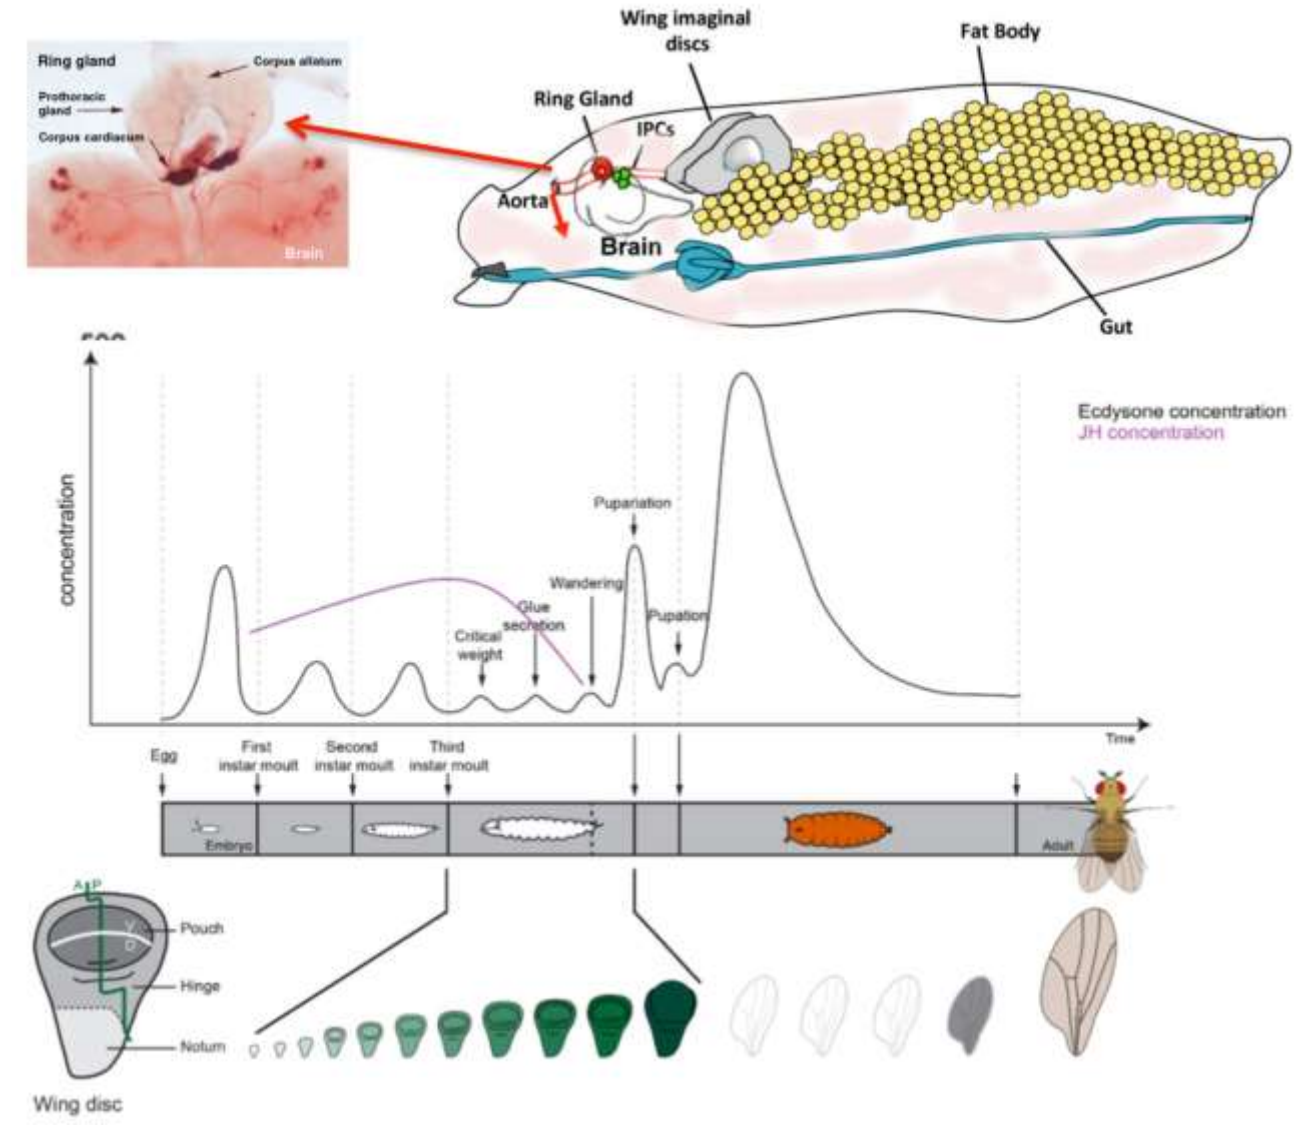 Ring gland
Corpus allatum
Prothoracic
gland
Corpus cardiacum
Brain
Wing imaginal
discs
Fat Body
Ring Gland
IPCs
Aorta
Brain
Gut
Ecdysone concentration
JH concentration
concentration
Pupariation
Wandering
Glue
secretion
Pupation
Critical
weight
Time
Egg
First
instar moult
Second
instar moult
Third
instar moult
Embryo
Adult
A P
Pouch
V
D
Hinge
Notum
Wing disc